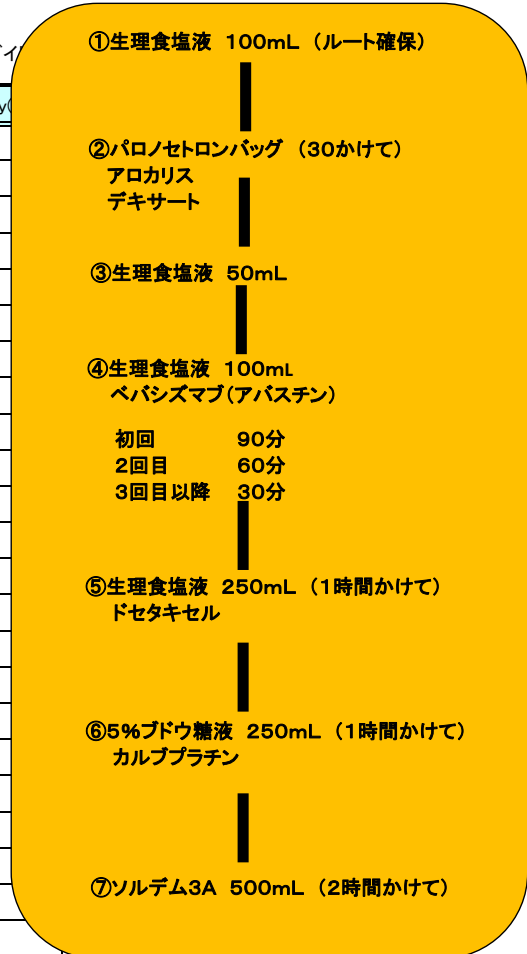 ①生理食塩液 100mL (ルート確保)
②パロノセトロンバッグ (30かけて)
アロカリス
デキサート
③生理食塩液 50mL
④生理食塩液 100mL
ベバシズマブ(アバスチン)
初回 90分
2回目 60分
3回目以降 30分
⑤生理食塩液 250mL (1時間かけて)
ドセタキセル
⑥5%ブドウ糖液 250mL (1時間かけて)
カルブプラチン
⑦ソルデム3A 500mL (2時間かけて)